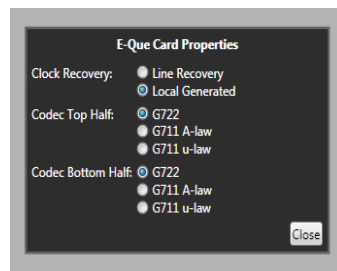 E-Que Card Properties
Clock Recovery: Line Recovery
Local Generated
Codec Top Half: G722
G711 A-law
G711 u-law
Codec Bottom Half: G722
G711 A-law
G711 u-law
Close